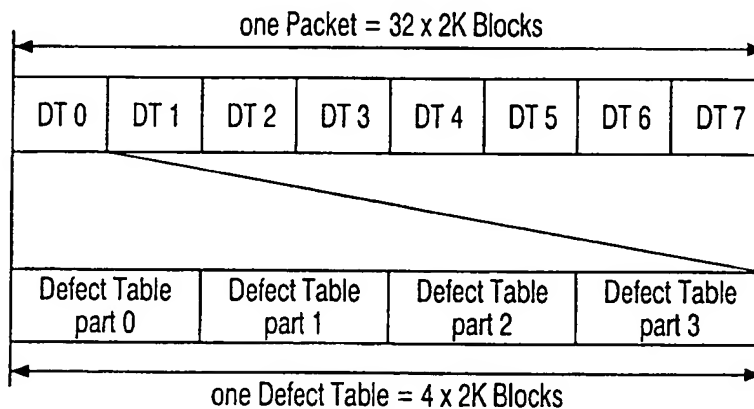 one Packet = 32 x 2K Blocks
DT 0 DT 1 DT 2 DT 3 DT 4 DT 5 DT 6 DT 7
Defect Table part 0
Defect Table part 1
Defect Table part 2
Defect Table part 3
one Defect Table = 4 x 2K Blocks